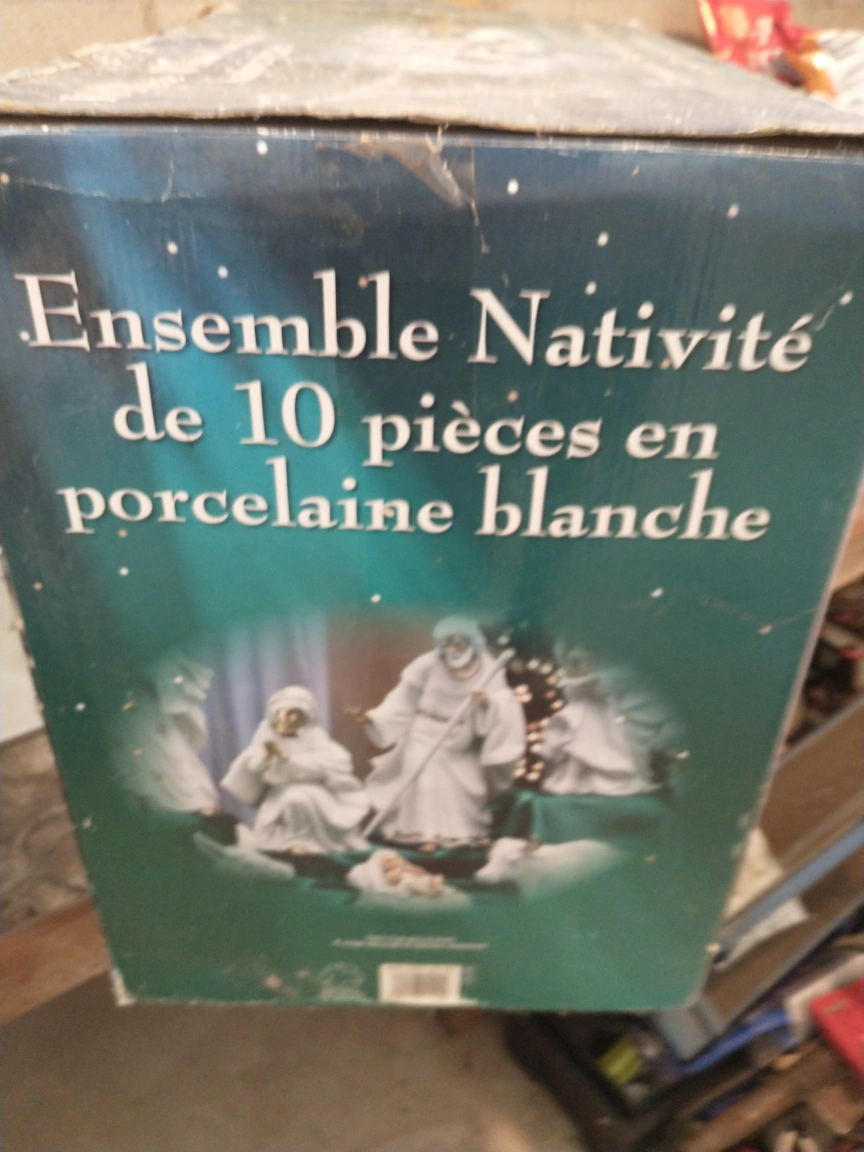 Ensemble Nativité
de 10 pièces en
porcelaine blanche